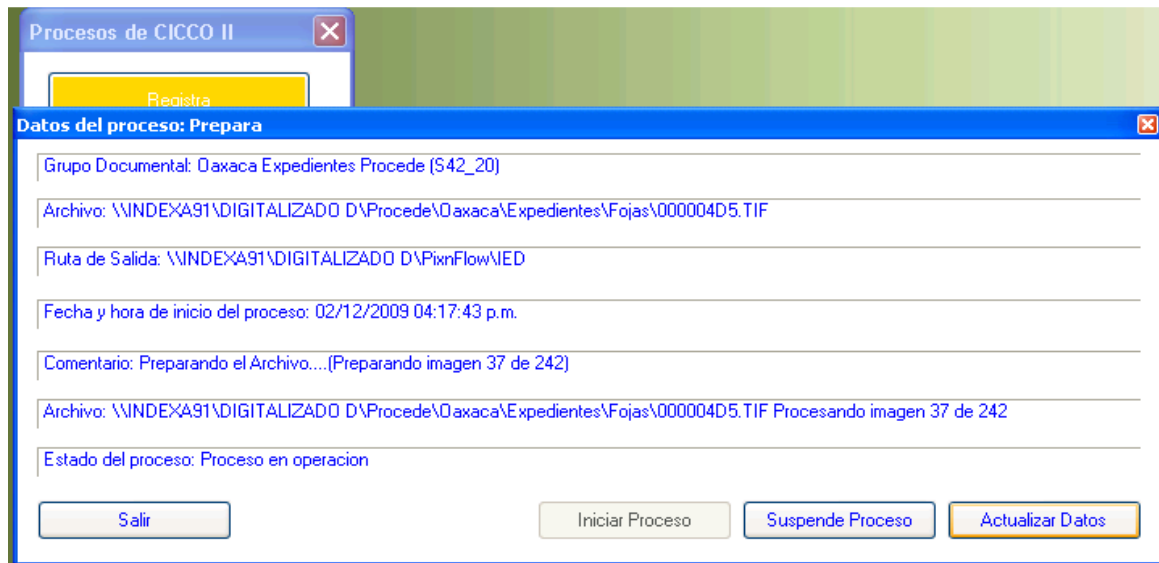 Procesos de CICCO II
Registra
Datos del proceso: Prepara
Grupo Documental: Oaxaca Expedientes Procede (S42_20)
Archivo: \\INDEXA91\DIGITALIZADO D\Procede\Oaxaca\Expedientes\Fojas\000004D5.TIF
Ruta de Salida: \\INDEXA91\DIGITALIZADO D\PixnFlow\IED
Fecha y hora de inicio del proceso: 02/12/2009 04:17:43 p.m.
Comentario: Preparando el Archivo....(Preparando imagen 37 de 242)
Archivo: \\INDEXA91\DIGITALIZADO D\Procede\Oaxaca\Expedientes\Fojas\000004D5.TIF Procesando imagen 37 de 242
Estado del proceso: Proceso en operacion
Salir Iniciar Proceso Suspende Proceso Actualizar Datos